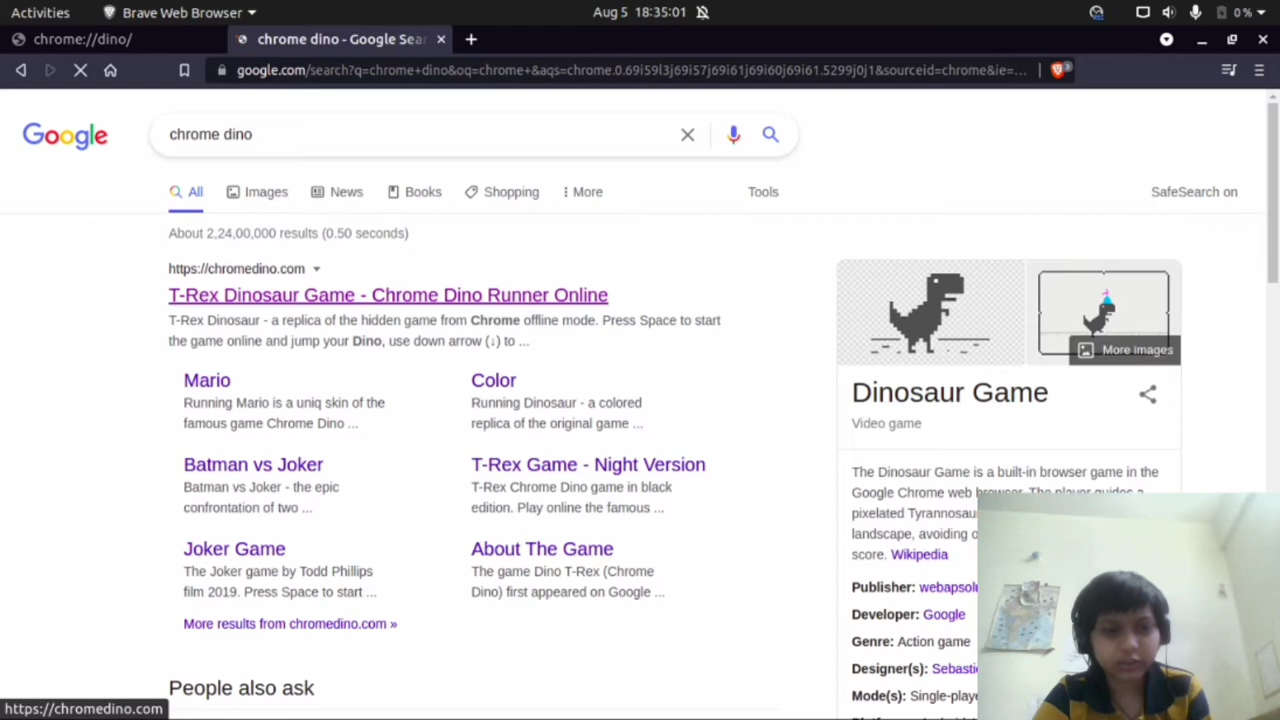 Activities
Brave Web Browser
Aug 5 18:35:01
0 %
chrome://dino/
chrome dino - Google Sear
google.com/search?q=chrome+dino&oq=chrome+&aqs=chrome.0.69i59l3j69i57j69i61j69i60j69i61.5299j0j1&sourceid=chrome&ie=...
3
Google
chrome dino
All
Images
News
Books
Shopping
More
Tools
SafeSearch on
About 2,24,00,000 results (0.50 seconds)
https://chromedino.com
T-Rex Dinosaur Game - Chrome Dino Runner Online
T-Rex Dinosaur - a replica of the hidden game from Chrome offline mode. Press Space to start
the game online and jump your Dino, use down arrow (↓) to ...
Mario
Running Mario is a uniq skin of the
famous game Chrome Dino ...
Color
Running Dinosaur - a colored
replica of the original game ...
Batman vs Joker
Batman vs Joker - the epic
confrontation of two ...
T-Rex Game - Night Version
T-Rex Chrome Dino game in black
edition. Play online the famous ...
Joker Game
The Joker game by Todd Phillips
film 2019. Press Space to start ...
About The Game
The game Dino T-Rex (Chrome
Dino) first appeared on Google ...
More results from chromedino.com »
People also ask
More images
Dinosaur Game
Video game
The Dinosaur Game is a built-in browser game in the
Google Chrome web browser. The player guides a
pixelated Tyrannosau
landscape, avoiding o
score. Wikipedia
Publisher: webapsolu
Developer: Google
Genre: Action game
Designer(s): Sebasti
Mode(s): Single-playe
https://chromedino.com